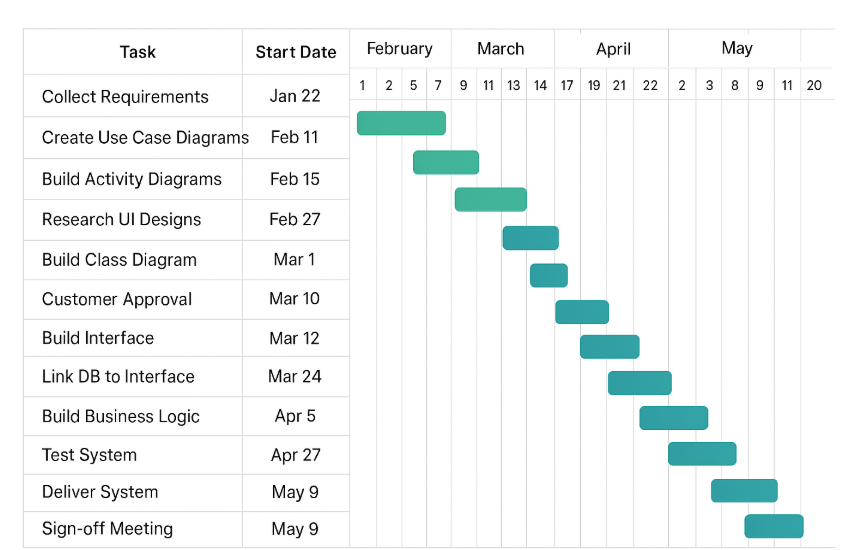 Task Start Date February March April May
1 2 5 7 9 11 13 14 17 19 21 22 2 3 8 9 11 20
Collect Requirements Jan 22
Create Use Case Diagrams Feb 11
Build Activity Diagrams Feb 15
Research UI Designs Feb 27
Build Class Diagram Mar 1
Customer Approval Mar 10
Build Interface Mar 12
Link DB to Interface Mar 24
Build Business Logic Apr 5
Test System Apr 27
Deliver System May 9
Sign-off Meeting May 9